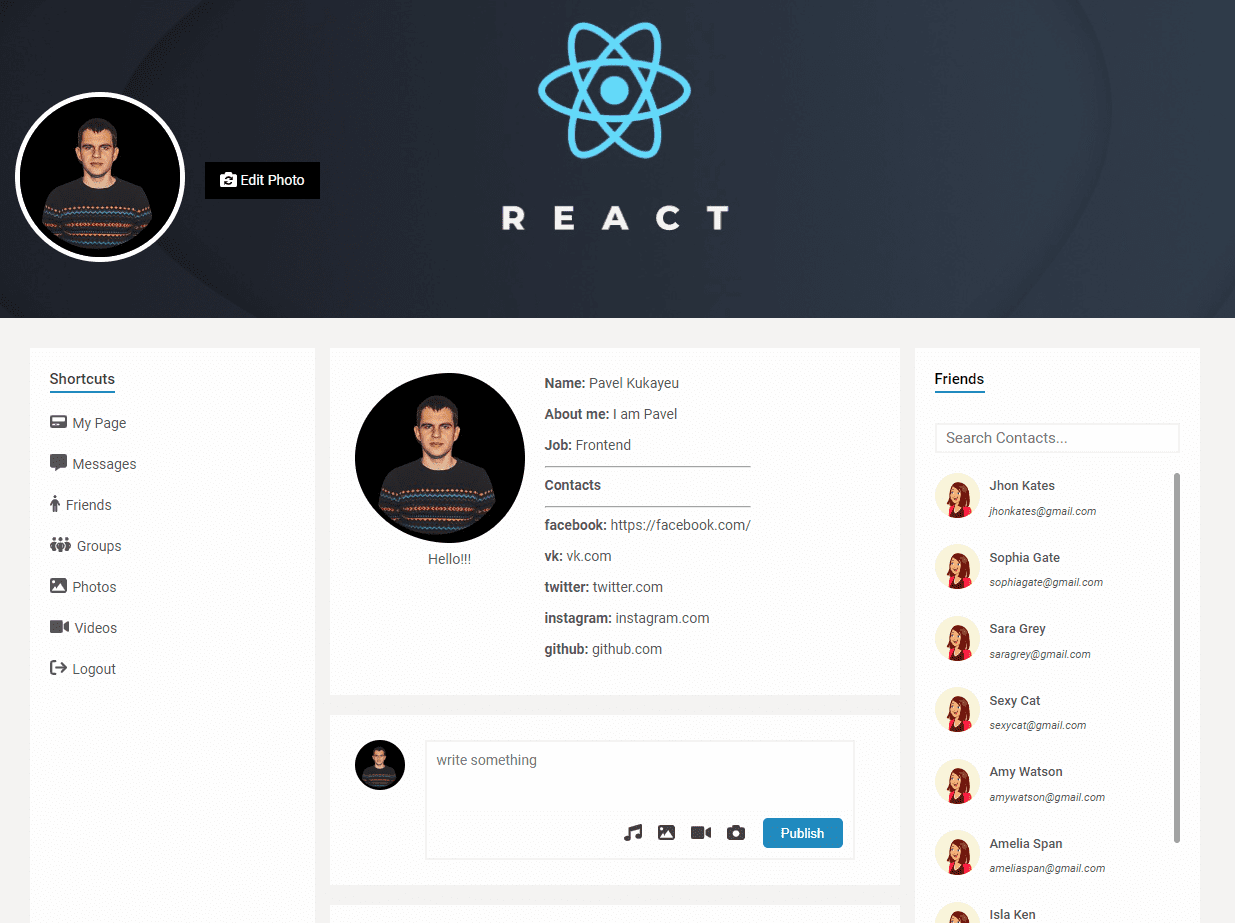 REACT
Edit Photo
Shortcuts
My Page
Messages
Friends
Groups
Photos
Videos
Logout
Hello!!!
Name: Pavel Kukayeu
About me: I am Pavel
Job: Frontend
Contacts
facebook: https://facebook.com/
vk: vk.com
twitter: twitter.com
instagram: instagram.com
github: github.com
write something
Publish
Friends
Search Contacts...
Jhon Kates
jhonkates@gmail.com
Sophia Gate
sophiagate@gmail.com
Sara Grey
saragrey@gmail.com
Sexy Cat
sexycat@gmail.com
Amy Watson
amywatson@gmail.com
Amelia Span
ameliaspan@gmail.com
Isla Ken